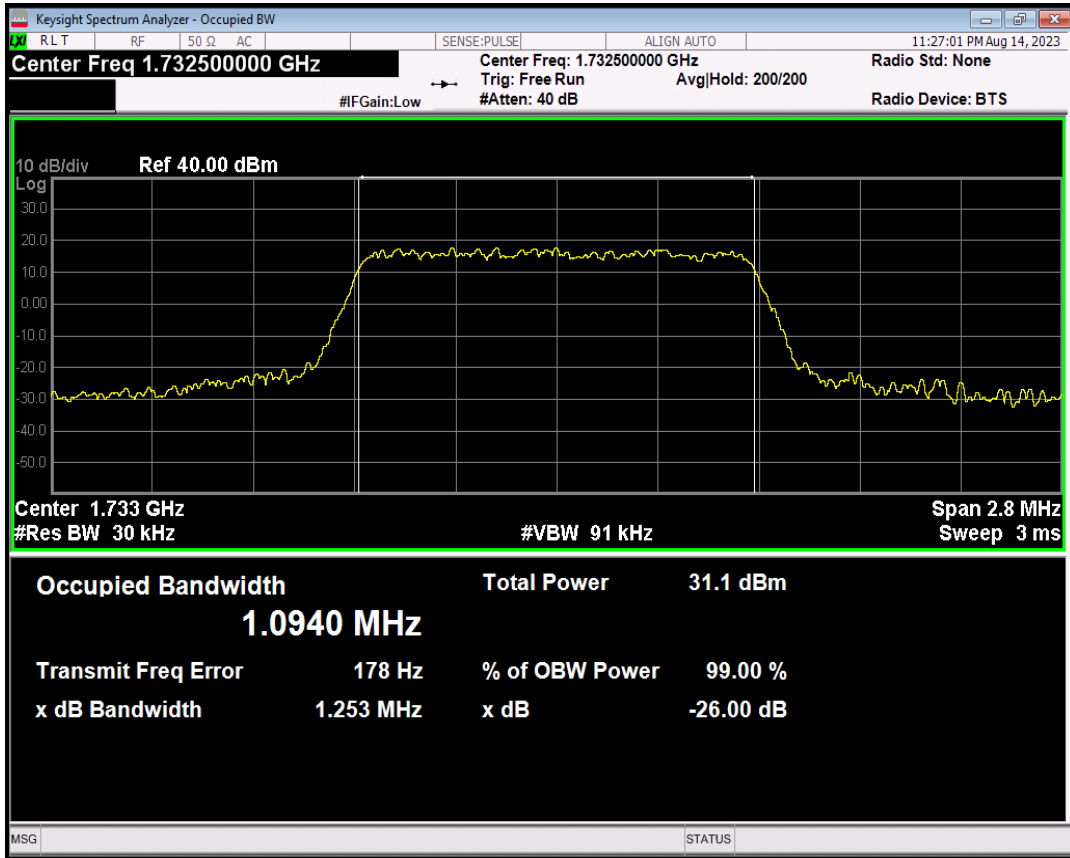 Keysight Spectrum Analyzer - Occupied BW
LXI RLT RF 50 Ω AC SENSE:PULSE ALIGN AUTO 11:27:01 PM Aug 14, 2023
Center Freq 1.732500000 GHz Center Freq: 1.732500000 GHz Radio Std: None
Trig: Free Run Avg|Hold: 200/200
#IFGain:Low #Atten: 40 dB Radio Device: BTS
10 dB/div Ref 40.00 dBm
Log
30.0
20.0
10.0
0.00
-10.0
-20.0
-30.0
-40.0
-50.0
Center 1.733 GHz Span 2.8 MHz
#Res BW 30 kHz #VBW 91 kHz Sweep 3 ms
Occupied Bandwidth Total Power 31.1 dBm
1.0940 MHz
Transmit Freq Error 178 Hz % of OBW Power 99.00 %
x dB Bandwidth 1.253 MHz x dB -26.00 dB
MSG STATUS